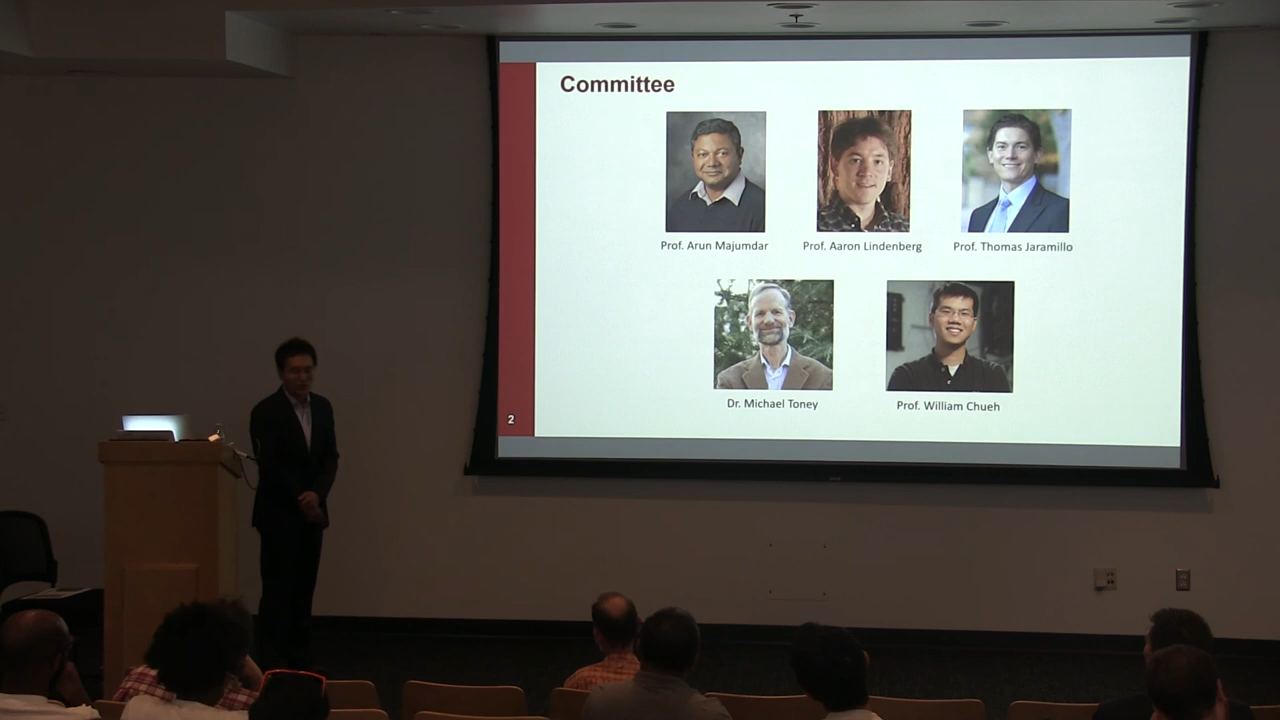 Committee
Prof. Arun Majumdar
Prof. Aaron Lindenberg
Prof. Thomas Jaramillo
Dr. Michael Toney
Prof. William Chueh
2